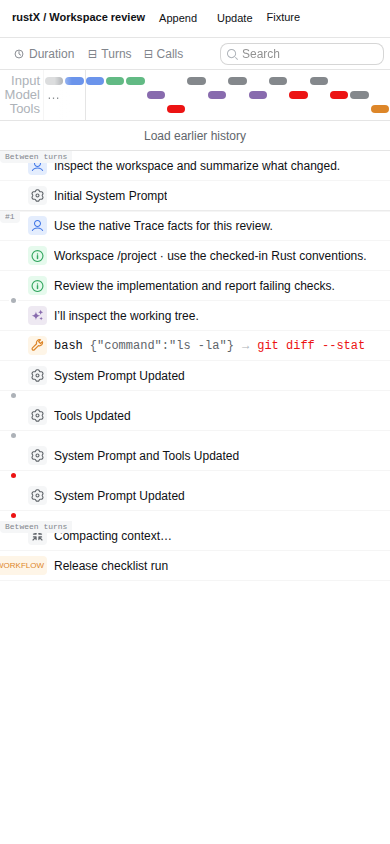 rustX / Workspace review Append Update Fixture
Duration Turns Calls Search
Input
Model ...
Tools
Load earlier history
Between turns
Inspect the workspace and summarize what changed.
Initial System Prompt
#1
Use the native Trace facts for this review.
Workspace /project · use the checked-in Rust conventions.
Review the implementation and report failing checks.
I'll inspect the working tree.
bash {"command":"ls -la"} → git diff --stat
System Prompt Updated
Tools Updated
System Prompt and Tools Updated
System Prompt Updated
Between turns
Compacting context…
WORKFLOW Release checklist run